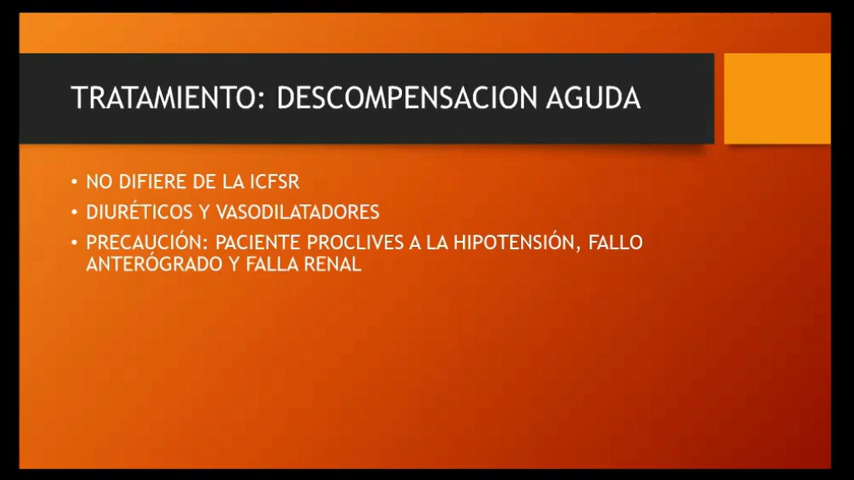 TRATAMIENTO: DESCOMPENSACION AGUDA
• NO DIFIERE DE LA ICFSR
• DIURÉTICOS Y VASODILATADORES
• PRECAUCIÓN: PACIENTE PROCLIVES A LA HIPOTENSIÓN, FALLO
ANTERÓGRADO Y FALLA RENAL